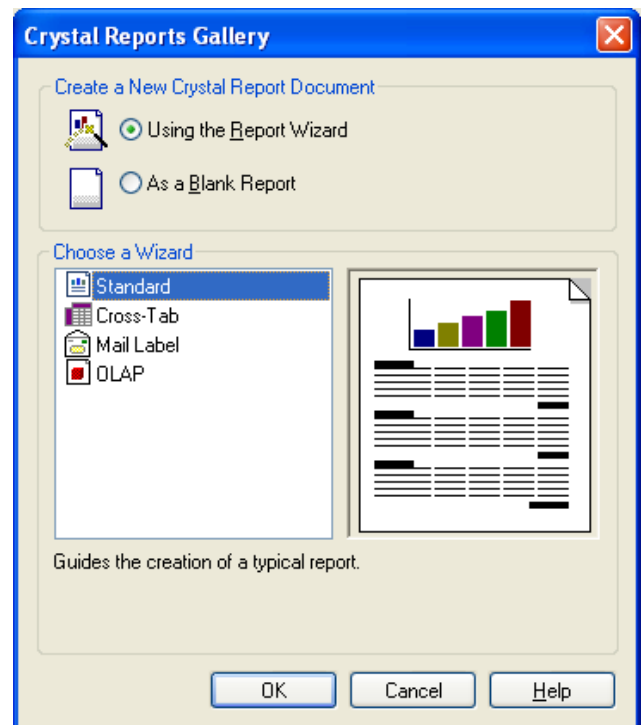 Crystal Reports Gallery
Create a New Crystal Report Document
Using the Report Wizard
As a Blank Report
Choose a Wizard
Standard
Cross-Tab
Mail Label
OLAP
Guides the creation of a typical report.
OK Cancel Help